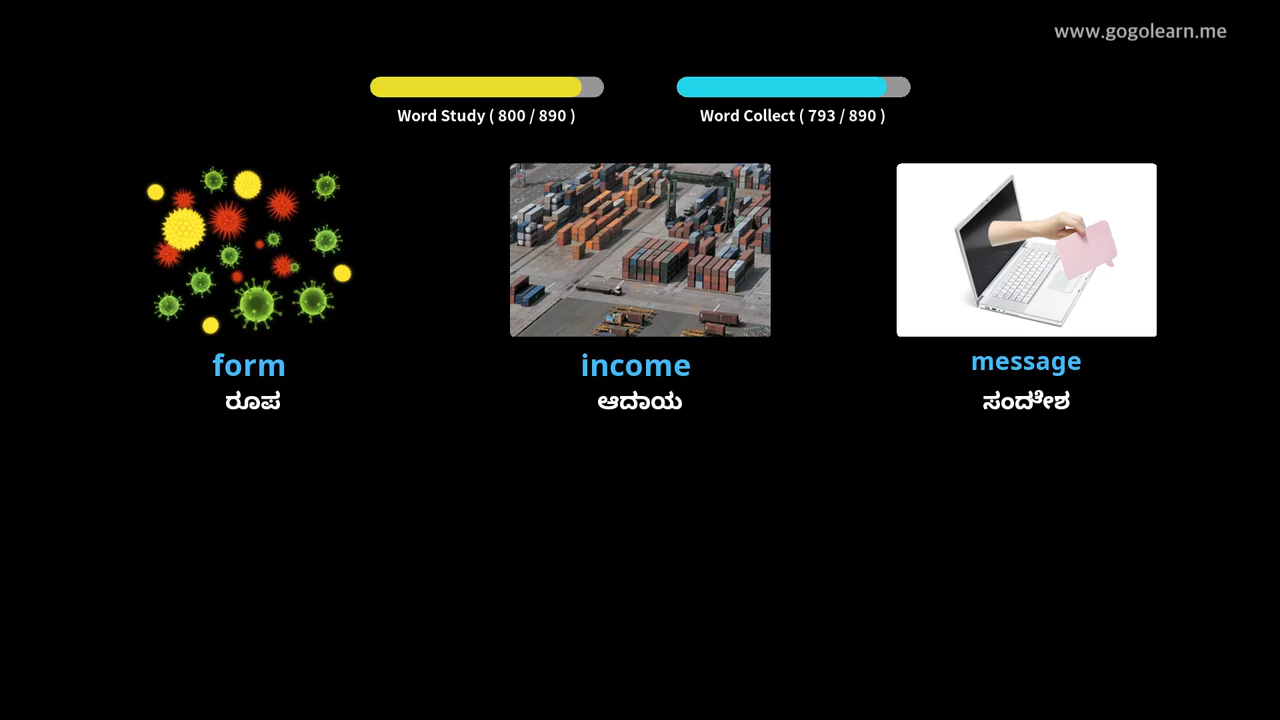 www.gogolearn.me
Word Study ( 800 / 890 )
Word Collect ( 793 / 890 )
form
income
message
ರೂಪ
ಆದಾಯ
ಸಂದೇಶ